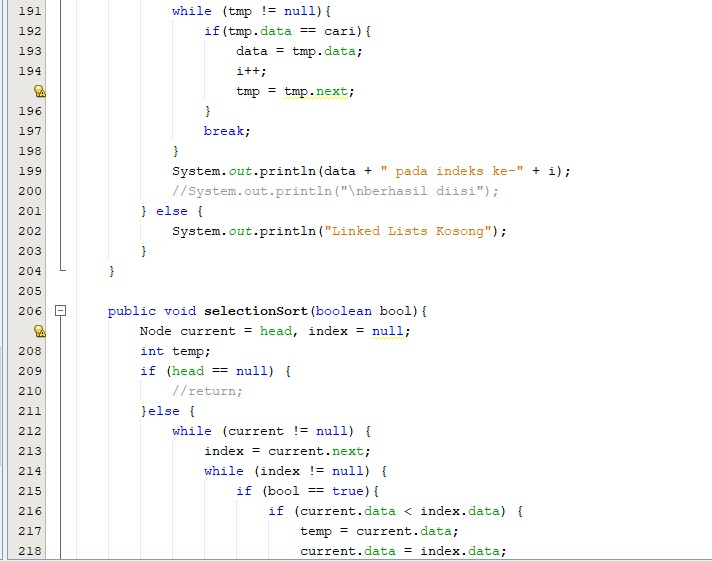 191 while (tmp != null){
192 if(tmp.data == cari){
193 data = tmp.data;
194 i++;
tmp = tmp.next;
196 }
197 break;
198 }
199 System.out.println(data + " pada indeks ke-" + i);
200 //System.out.println("\nberhasil diisi");
201 } else {
202 System.out.println("Linked Lists Kosong");
203 }
204 }
205
206 public void selectionSort(boolean bool){
Node current = head, index = null;
208 int temp;
209 if (head == null) {
210 //return;
211 }else {
212 while (current != null) {
213 index = current.next;
214 while (index != null) {
215 if (bool == true){
216 if (current.data < index.data) {
217 temp = current.data;
218 current.data = index.data;